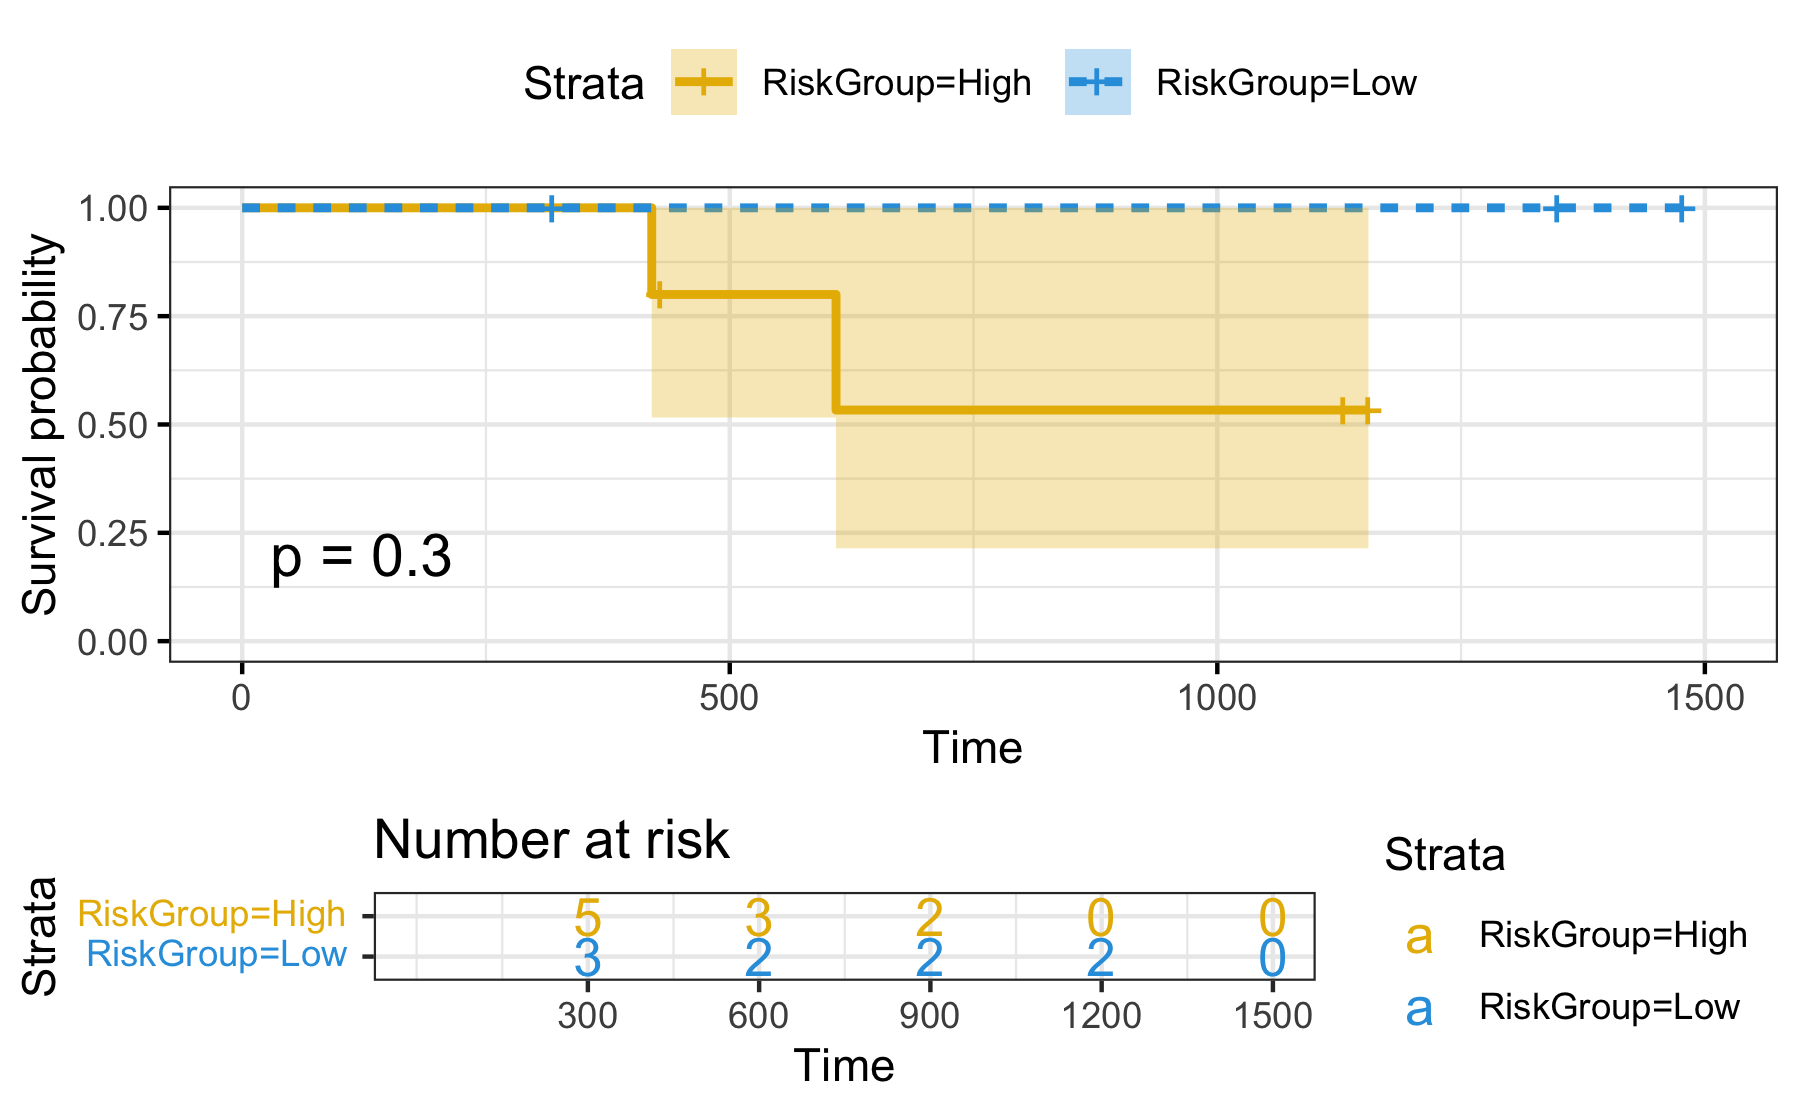 Strata RiskGroup=High RiskGroup=Low
1.00
0.75
0.50
0.25
0.00
Survival probability
p = 0.3
0 500 1000 1500
Time
Number at risk
Strata
RiskGroup=High 5 3 2 0 0
RiskGroup=Low 3 2 2 2 0
300 600 900 1200 1500
Time
Strata
a RiskGroup=High
a RiskGroup=Low